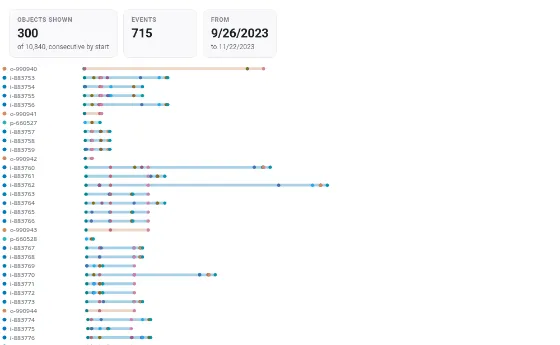 OBJECTS SHOWN
300
of 10,840, consecutive by start
EVENTS
715
FROM
9/26/2023
to 11/22/2023
o-990940
i-883753
i-883754
i-883755
i-883756
o-990941
p-660527
i-883757
i-883758
i-883759
o-990942
i-883760
i-883761
i-883762
i-883763
i-883764
i-883765
i-883766
o-990943
p-660528
i-883767
i-883768
i-883769
i-883770
i-883771
i-883772
i-883773
o-990944
i-883774
i-883775
i-883776